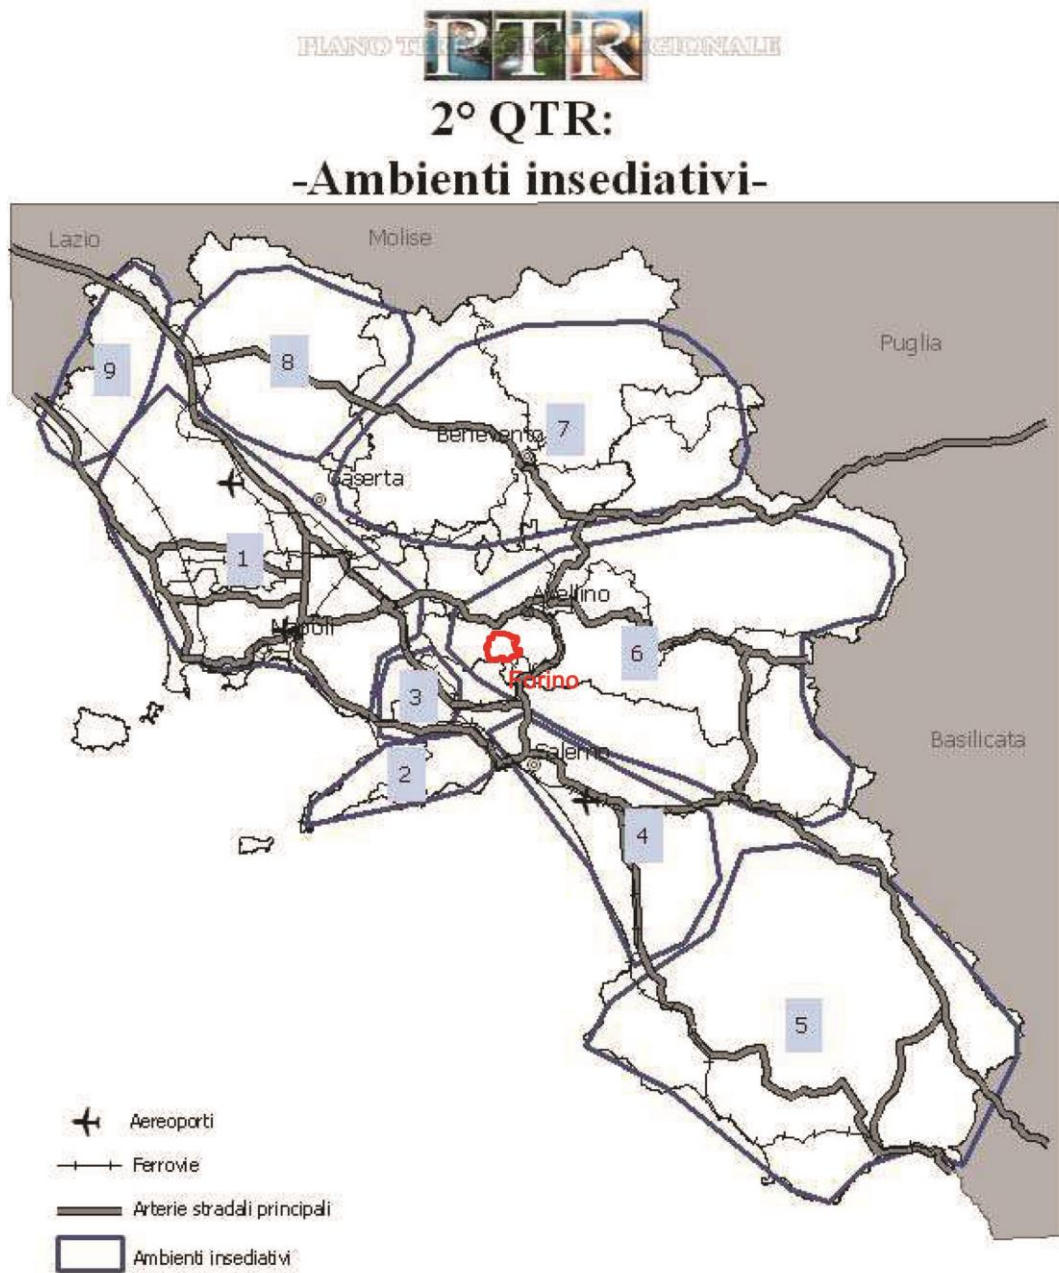 PIANO TERRITORIALE REGIONALE
PTR
2° QTR:
-Ambienti insediativi-
Lazio
Molise
Puglia
9
8
7
Benevento
Caserta
1
Avellino
Napoli
6
Forino
3
Basilicata
2
Salerno
4
5
Aereoporti
Ferrovie
Arterie stradali principali
Ambienti insediativi